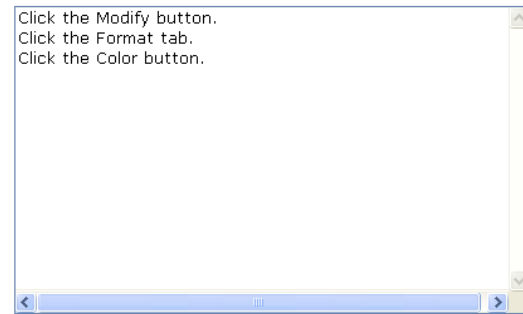 Click the Modify button.
Click the Format tab.
Click the Color button.